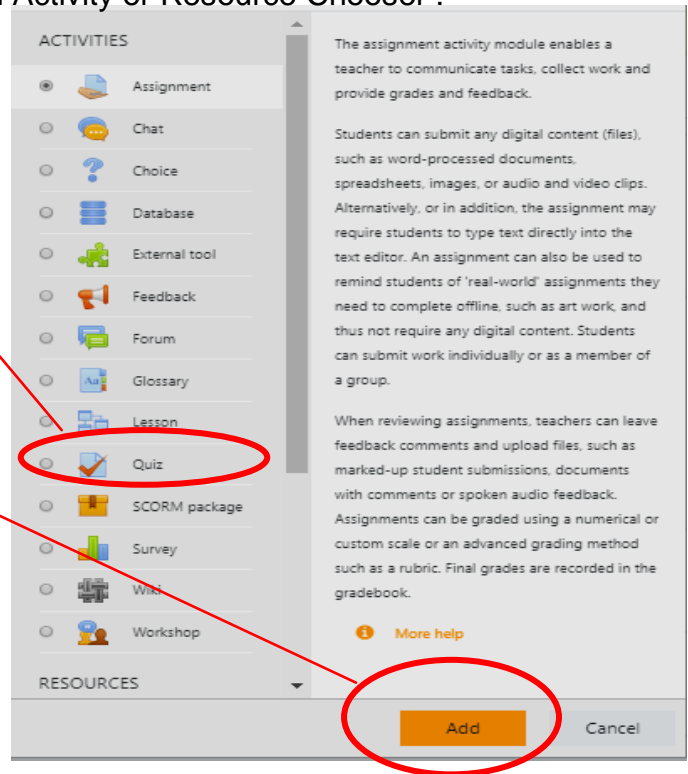 Activity or Resource Chooser .
ACTIVITIES
Assignment
Chat
Choice
Database
External tool
Feedback
Forum
Glossary
Lesson
Quiz
SCORM package
Survey
Wiki
Workshop
RESOURCES
The assignment activity module enables a
teacher to communicate tasks, collect work and
provide grades and feedback.
Students can submit any digital content (files),
such as word-processed documents,
spreadsheets, images, or audio and video clips.
Alternatively, or in addition, the assignment may
require students to type text directly into the
text editor. An assignment can also be used to
remind students of 'real-world' assignments they
need to complete offline, such as art work, and
thus not require any digital content. Students
can submit work individually or as a member of
a group.
When reviewing assignments, teachers can leave
feedback comments and upload files, such as
marked-up student submissions, documents
with comments or spoken audio feedback.
Assignments can be graded using a numerical or
custom scale or an advanced grading method
such as a rubric. Final grades are recorded in the
gradebook.
More help
Add
Cancel